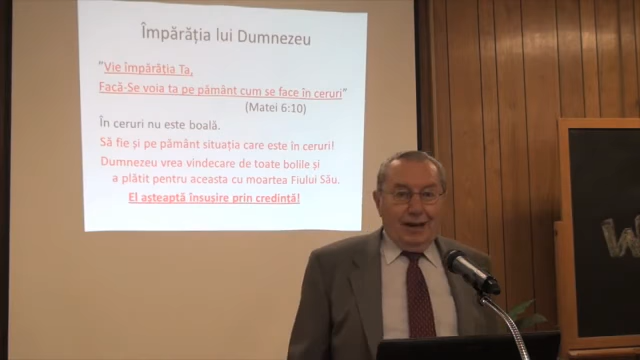 Împărăția lui Dumnezeu
”Vie împărăția Ta,
Facă-Se voia ta pe pământ cum se face în ceruri”
(Matei 6:10)
În ceruri nu este boală.
Să fie și pe pământ situația care este în ceruri!
Dumnezeu vrea vindecare de toate bolile și
a plătit pentru aceasta cu moartea Fiului Său.
El așteaptă însușire prin credință!